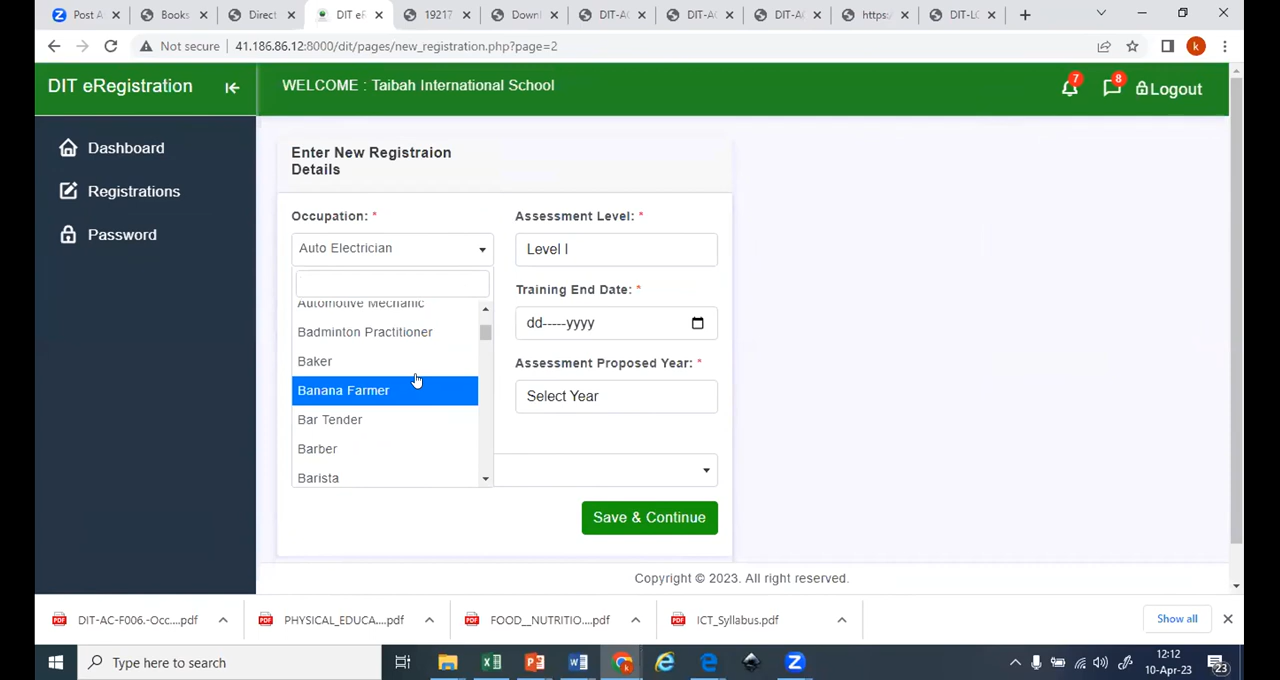 Post A
Books
Direct
DIT eR
19217
Downl
DIT-AC
DIT-AC
DIT-AC
https:/
DIT-LC
Not secure
41.186.86.12:8000/dit/pages/new_registration.php?page=2
k
DIT eRegistration
WELCOME : Taibah International School
7
8
Logout
Dashboard
Registrations
Password
Enter New Registraion
Details
Occupation: *
Assessment Level: *
Auto Electrician
Level I
Training End Date: *
Automotive Mechanic
Badminton Practitioner
dd-----yyyy
Baker
Assessment Proposed Year: *
Banana Farmer
Select Year
Bar Tender
Barber
Barista
Save & Continue
Copyright © 2023. All right reserved.
DIT-AC-F006.-Occ....pdf
PHYSICAL_EDUCA....pdf
FOOD__NUTRITIO....pdf
ICT_Syllabus.pdf
Show all
Type here to search
12:12
10-Apr-23
23